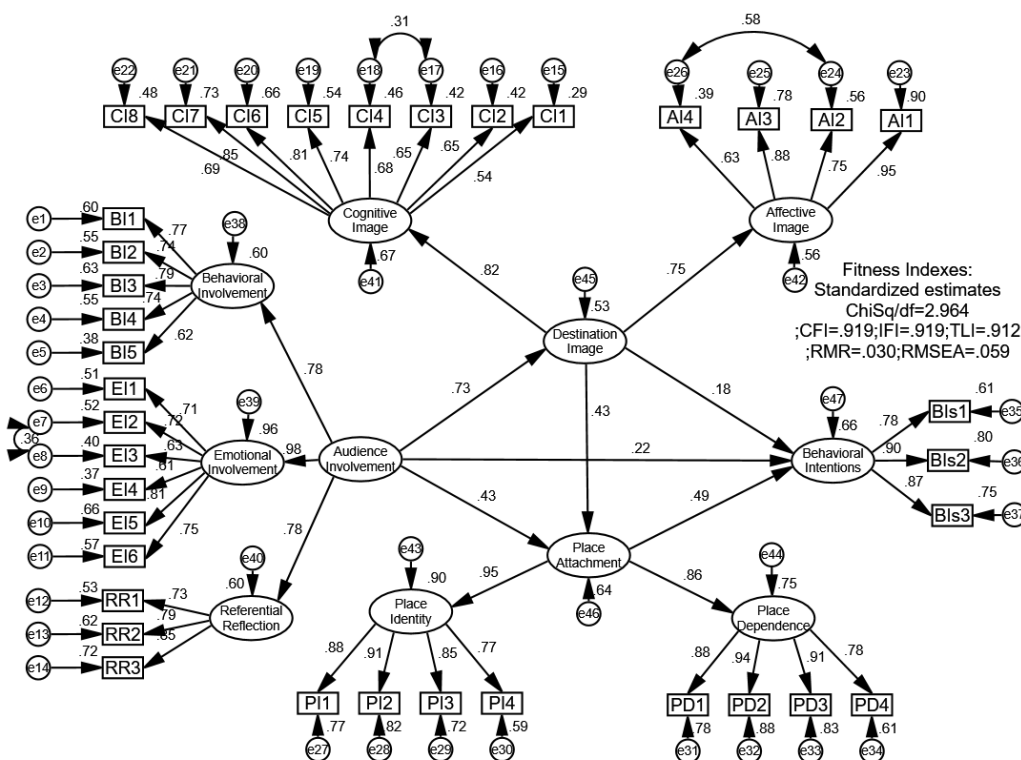 .31
.58
e22 e21 e20 e19 e18 e17 e16 e15
e26 e25 e24 e23
.48 .73 .66 .54 .46 .42 .42 .29
.39 .78 .56 .90
CI8 CI7 CI6 CI5 CI4 CI3 CI2 CI1
AI4 AI3 AI2 AI1
.69 .85 .81 .74 .68 .65 .65 .54
.63 .88 .75 .95
Cognitive
Image
.67
e41
Affective
Image
.56
e42
e1 .60 BI1 .77
e2 .55 BI2 .74
e3 .63 BI3 .79
e4 .55 BI4 .74
e5 .38 BI5 .62
e38
.60
Behavioral
Involvement
.82
.75
e45
.53
Destination
Image
Fitness Indexes:
Standardized estimates
ChiSq/df=2.964
;CFI=.919;IFI=.919;TLI=.912
;RMR=.030;RMSEA=.059
.78
.73
.43
.18
e6 .51 EI1 .71
e7 .52 EI2 .72
.36
e8 .40 EI3 .63
e9 .37 EI4 .61
e10 .66 EI5 .81
e11 .57 EI6 .75
e39
.96
Emotional
Involvement
.98
Audience
Involvement
.22
e47
.66
Behavioral
Intentions
.78 BIs1 .61 e35
.90 BIs2 .80 e36
.87 BIs3 .75 e37
.78
.43
.49
e12 .53 RR1 .73
e13 .62 RR2 .79
e14 .72 RR3 .85
e40
.60
Referential
Reflection
Place
Attachment
.64
e46
.95
.86
e43
.90
Place
Identity
e44
.75
Place
Dependence
.88 .91 .85 .77
.88 .94 .91 .78
PI1 PI2 PI3 PI4
PD1 PD2 PD3 PD4
.77 .82 .72 .59
.78 .88 .83 .61
e27 e28 e29 e30
e31 e32 e33 e34